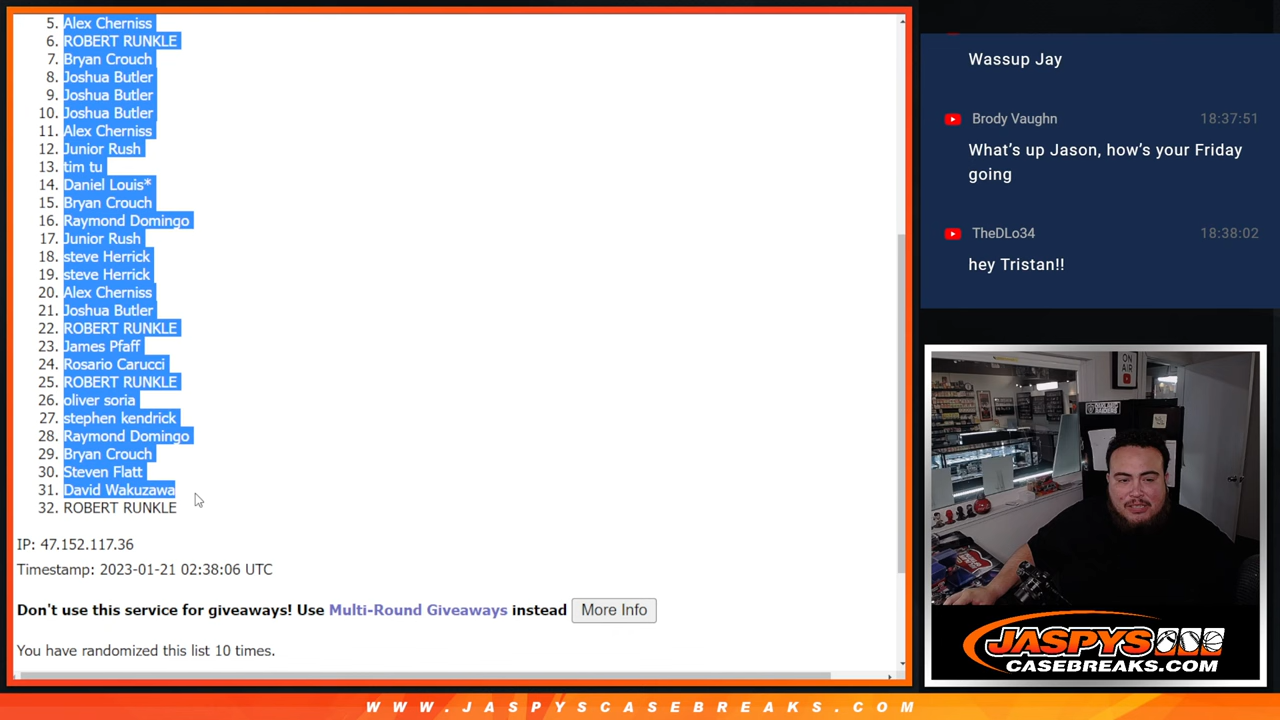 5. Alex Cherniss
6. ROBERT RUNKLE
7. Bryan Crouch
8. Joshua Butler
9. Joshua Butler
10. Joshua Butler
11. Alex Cherniss
12. Junior Rush
13. tim tu
14. Daniel Louis*
15. Bryan Crouch
16. Raymond Domingo
17. Junior Rush
18. steve Herrick
19. steve Herrick
20. Alex Cherniss
21. Joshua Butler
22. ROBERT RUNKLE
23. James Pfaff
24. Rosario Carucci
25. ROBERT RUNKLE
26. oliver soria
27. stephen kendrick
28. Raymond Domingo
29. Bryan Crouch
30. Steven Flatt
31. David Wakuzawa
32. ROBERT RUNKLE
IP: 47.152.117.36
Timestamp: 2023-01-21 02:38:06 UTC
Don't use this service for giveaways! Use Multi-Round Giveaways instead More Info
You have randomized this list 10 times.
Wassup Jay
Brody Vaughn 18:37:51
What's up Jason, how's your Friday
going
TheDLo34 18:38:02
hey Tristan!!
ON
AIR
JASPYS
CASEBREAKS.COM
WWW.JASPYSCASEBREAKS.COM